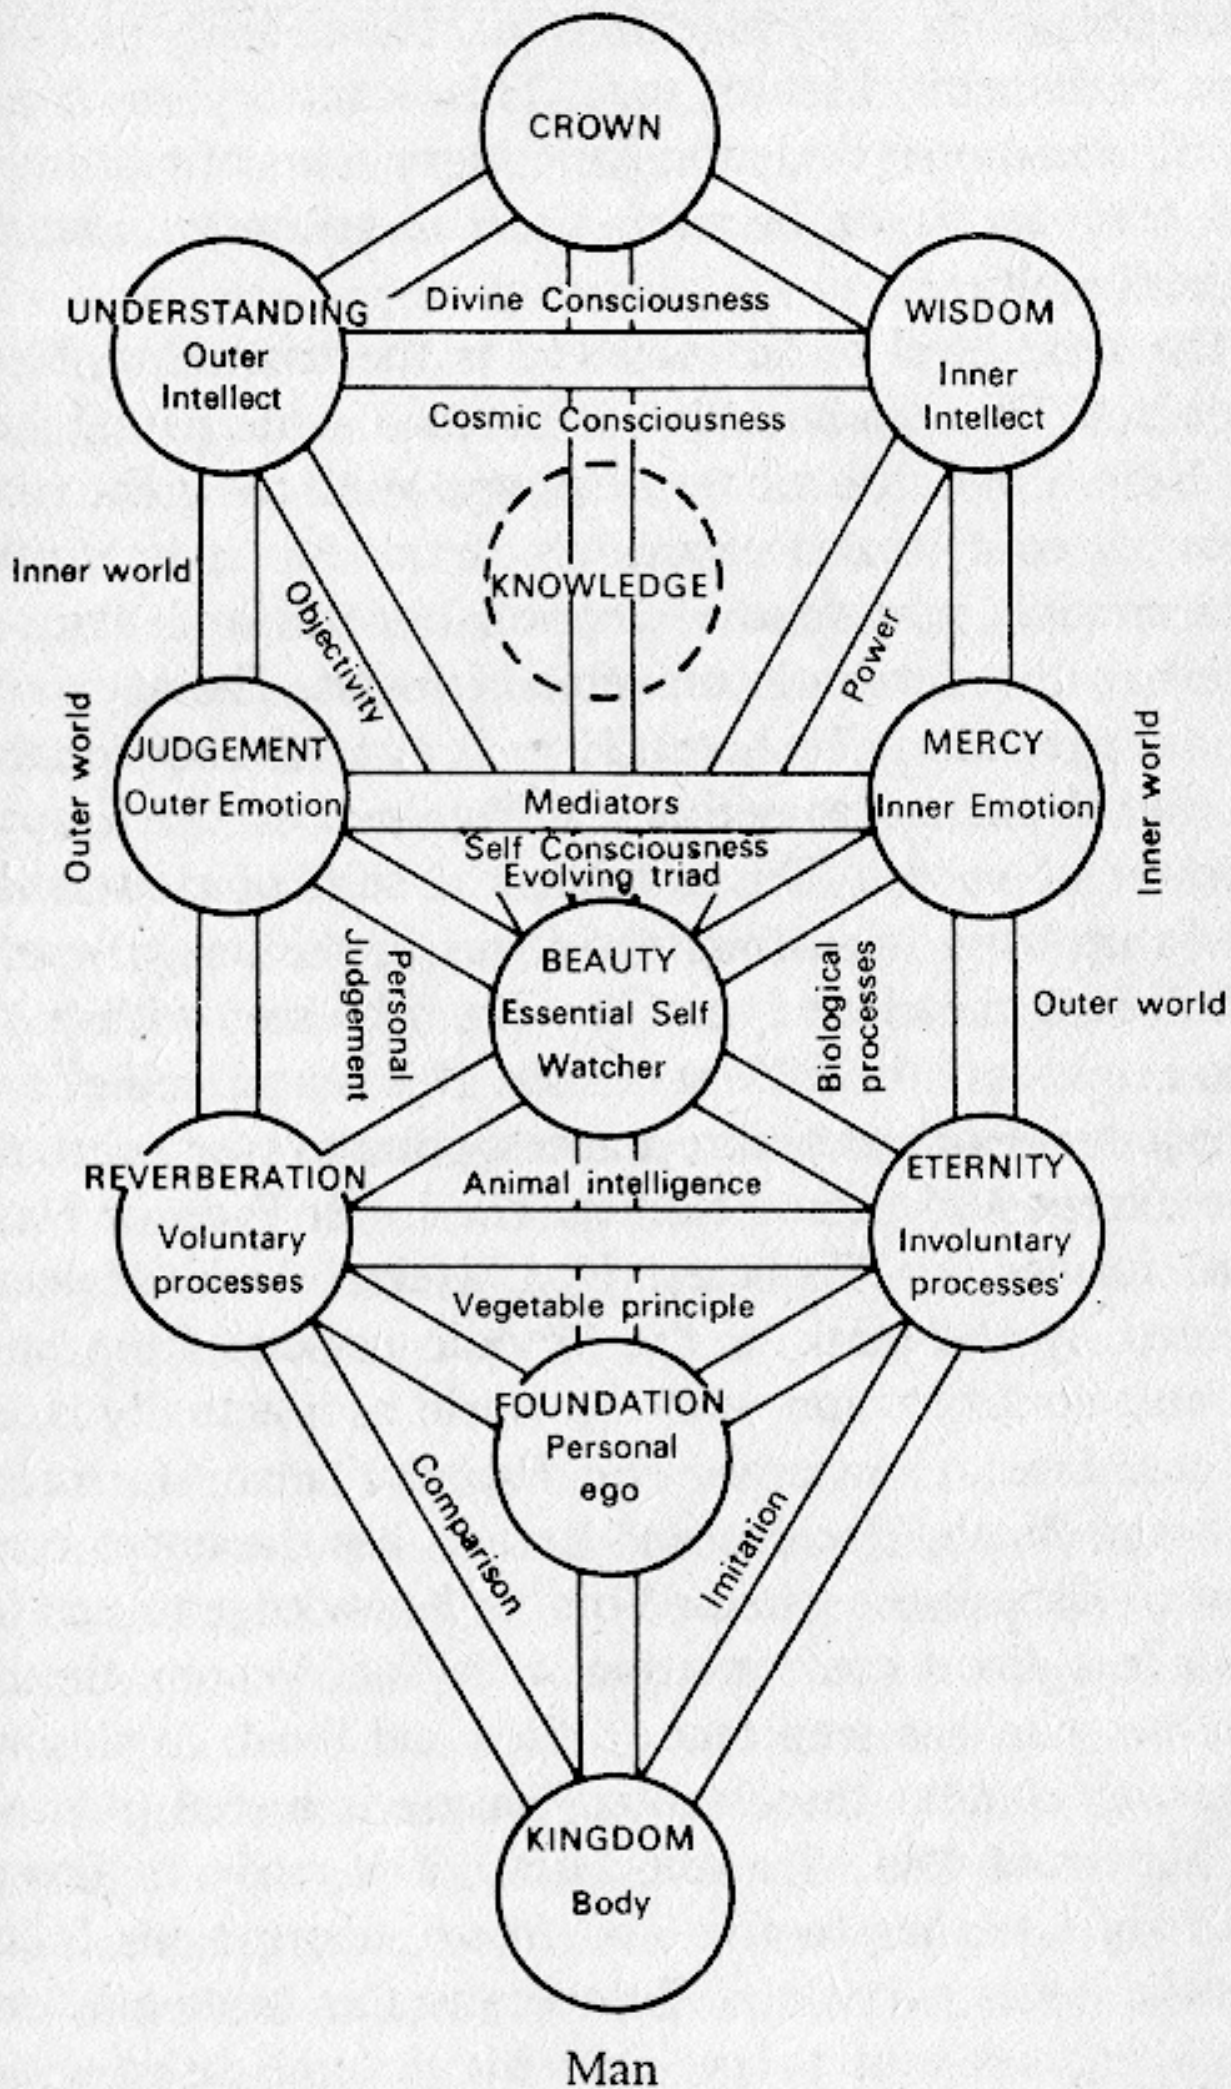 CROWN
Divine Consciousness
UNDERSTANDING
Outer
Intellect
WISDOM
Inner
Intellect
Cosmic Consciousness
Inner world
Objectivity
KNOWLEDGE
Power
Outer world
JUDGEMENT
Outer Emotion
Mediators
MERCY
Inner Emotion
Inner world
Self Consciousness
Evolving triad
Personal
Judgement
BEAUTY
Essential Self
Watcher
Biological
processes
Outer world
REVERBERATION
Voluntary
processes
Animal intelligence
ETERNITY
Involuntary
processes
Vegetable principle
FOUNDATION
Personal
ego
Comparison
Imitation
KINGDOM
Body
Man